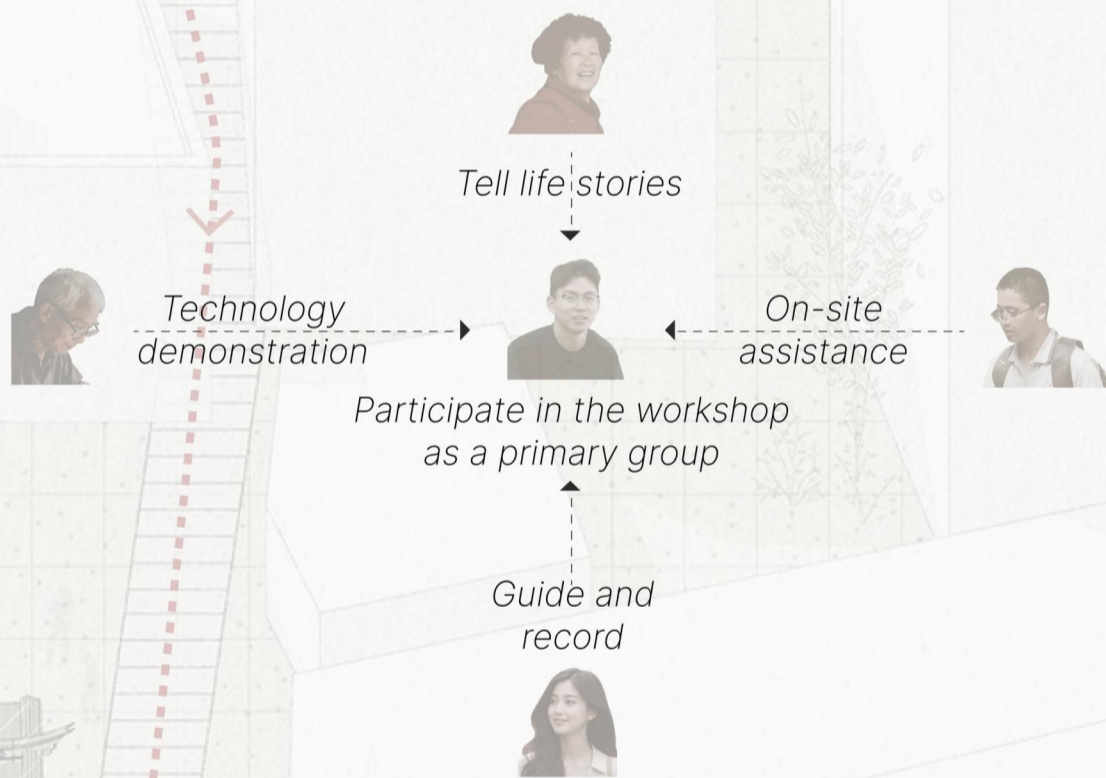 Tell life stories
Technology
demonstration
On-site
assistance
Participate in the workshop
as a primary group
Guide and
record